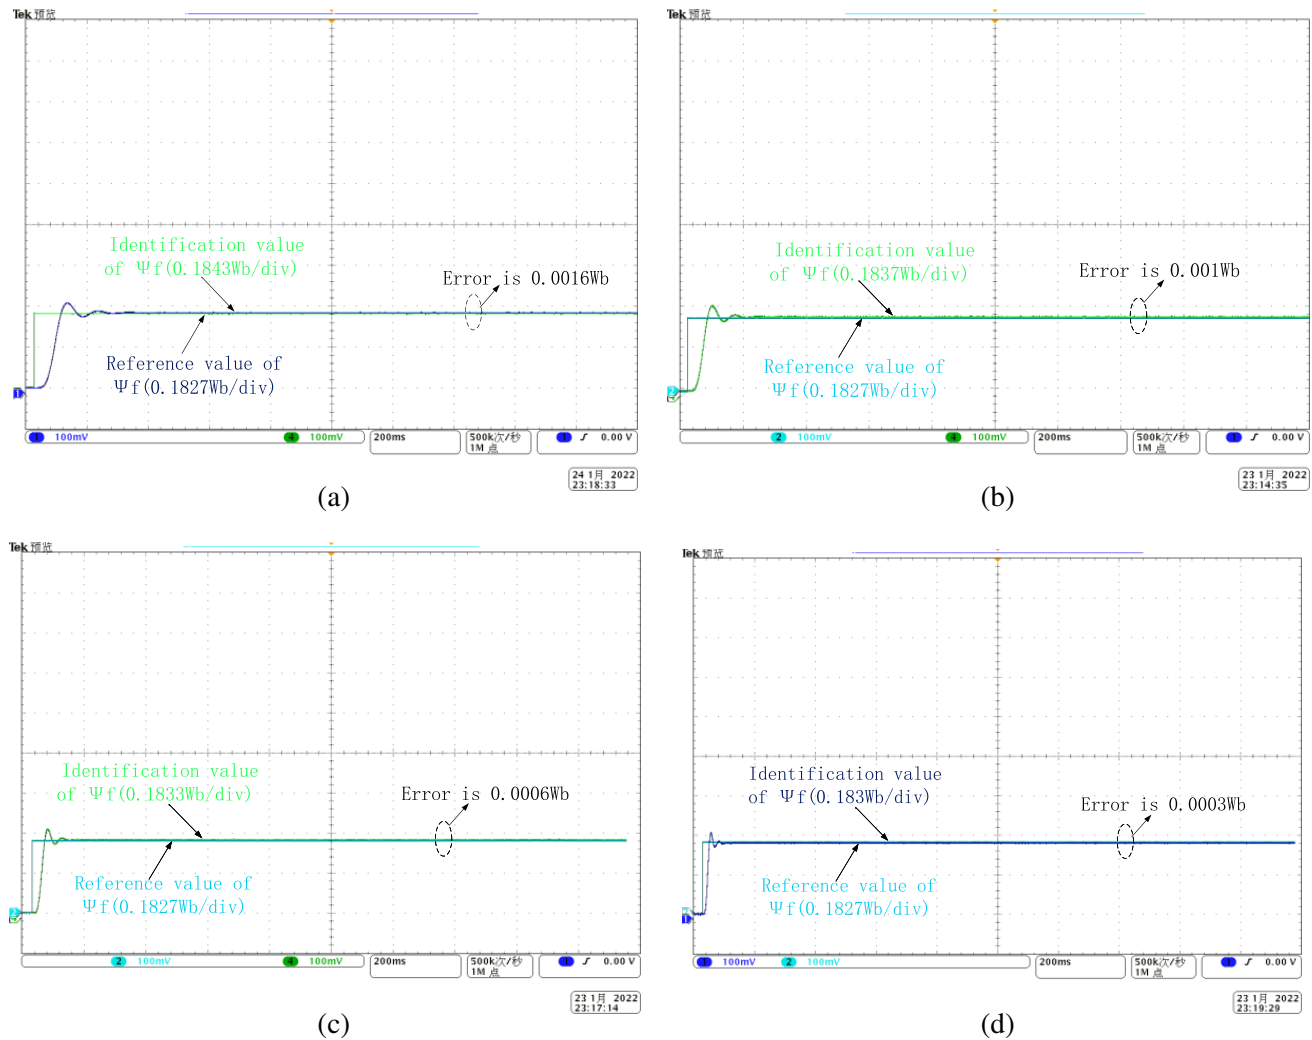 Tek 预览
Identification value
of Ψf(0.1843Wb/div)
Error is 0.0016Wb
Reference value of
Ψf(0.1827Wb/div)
1
1 100mV 4 100mV 200ms 500k次/秒 1 0.00 V
1M 点
24 1月 2022
23:18:33
(a)
Tek 预览
Identification value
of Ψf(0.1837Wb/div)
Error is 0.001Wb
Reference value of
Ψf(0.1827Wb/div)
2
2 100mV 4 100mV 200ms 500k次/秒 1 0.00 V
1M 点
23 1月 2022
23:14:35
(b)
Tek 预览
Identification value
of Ψf(0.1833Wb/div)
Error is 0.0006Wb
Reference value of
Ψf(0.1827Wb/div)
2
2 100mV 4 100mV 200ms 500k次/秒 1 0.00 V
1M 点
23 1月 2022
23:17:14
(c)
Tek 预览
Identification value
of Ψf(0.183Wb/div)
Error is 0.0003Wb
Reference value of
Ψf(0.1827Wb/div)
1
1 100mV 2 100mV 200ms 500k次/秒 1 0.00 V
1M 点
23 1月 2022
23:19:29
(d)